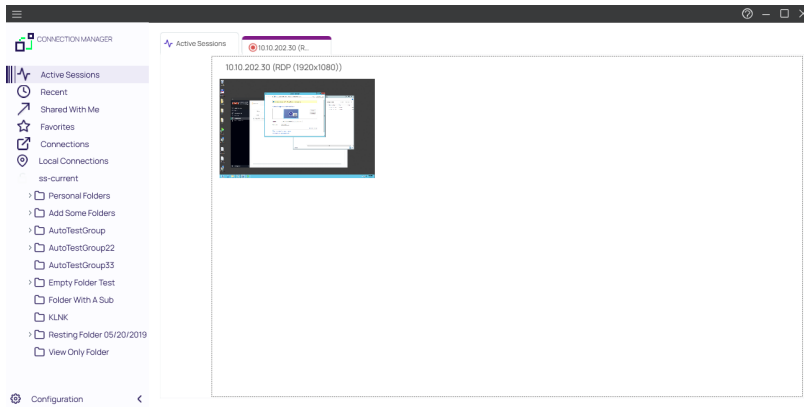 CONNECTION MANAGER
Active Sessions
Recent
Shared With Me
Favorites
Connections
Local Connections
ss-current
Personal Folders
Add Some Folders
AutoTestGroup
AutoTestGroup22
AutoTestGroup33
Empty Folder Test
Folder With A Sub
KLNK
Resting Folder 05/20/2019
View Only Folder
Configuration
Active Sessions
10.10.202.30 (R...
10.10.202.30 (RDP (1920x1080))